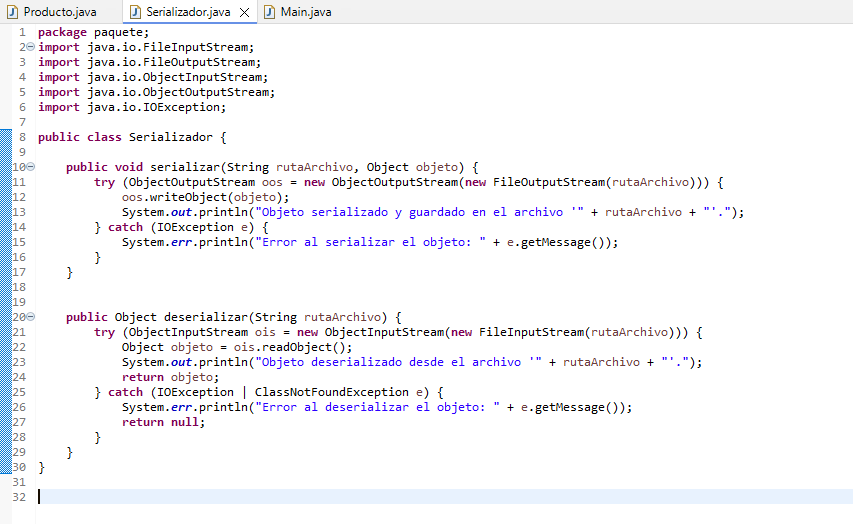 Producto.java Serializador.java Main.java
1 package paquete;
2 import java.io.FileInputStream;
3 import java.io.FileOutputStream;
4 import java.io.ObjectInputStream;
5 import java.io.ObjectOutputStream;
6 import java.io.IOException;
7
8 public class Serializador {
9
10     public void serializar(String rutaArchivo, Object objeto) {
11         try (ObjectOutputStream oos = new ObjectOutputStream(new FileOutputStream(rutaArchivo))) {
12             oos.writeObject(objeto);
13             System.out.println("Objeto serializado y guardado en el archivo '" + rutaArchivo + "'.");
14         } catch (IOException e) {
15             System.err.println("Error al serializar el objeto: " + e.getMessage());
16         }
17     }
18
19
20     public Object deserializar(String rutaArchivo) {
21         try (ObjectInputStream ois = new ObjectInputStream(new FileInputStream(rutaArchivo))) {
22             Object objeto = ois.readObject();
23             System.out.println("Objeto deserializado desde el archivo '" + rutaArchivo + "'.");
24             return objeto;
25         } catch (IOException | ClassNotFoundException e) {
26             System.err.println("Error al deserializar el objeto: " + e.getMessage());
27             return null;
28         }
29     }
30 }
31
32